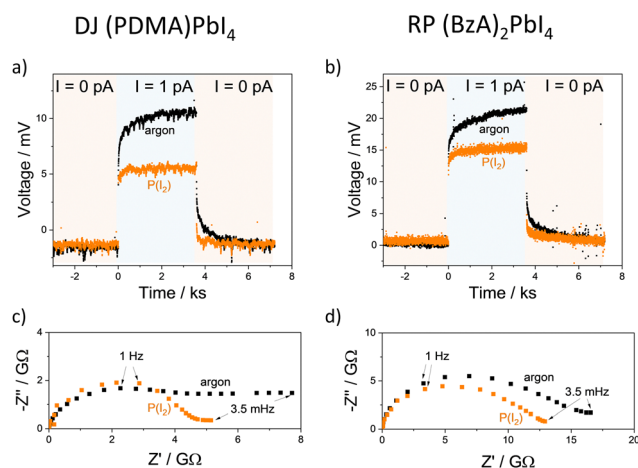 DJ (PDMA)PbI₄
RP (BzA)₂PbI₄
a)
I = 0 pA
I = 1 pA
I = 0 pA
argon
P(I₂)
Voltage / mV
10
5
0
-2
0
2
4
6
8
Time / ks
b)
I = 0 pA
I = 1 pA
I = 0 pA
argon
P(I₂)
Voltage / mV
25
20
15
10
5
0
-2
0
2
4
6
8
Time / ks
c)
1 Hz
argon
3.5 mHz
P(I₂)
-Z'' / GΩ
4
2
0
0
2
4
6
8
Z' / GΩ
d)
1 Hz
argon
3.5 mHz
P(I₂)
-Z'' / GΩ
10
5
0
0
5
10
15
20
Z' / GΩ